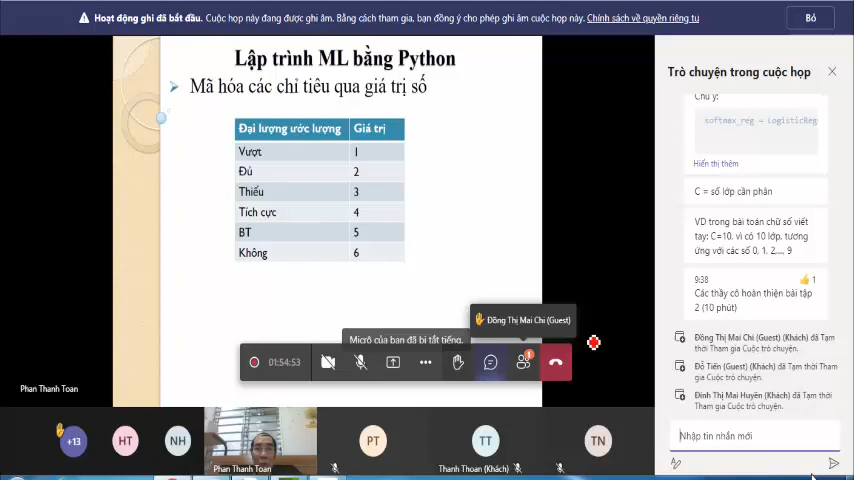 Hoạt động ghi đã bắt đầu. Cuộc họp này đang được ghi âm. Bằng cách tham gia, bạn đồng ý cho phép ghi âm cuộc họp này. Chính sách về quyền riêng tư
Bỏ
Lập trình ML bằng Python
Mã hóa các chỉ tiêu qua giá trị số
Đại lượng ước lượng Giá trị
Vượt 1
Đủ 2
Thiếu 3
Tích cực 4
BT 5
Không 6
Đồng Thị Mai Chi (Guest)
Micrô của bạn đã bị tắt tiếng.
01:54:53
1
Phan Thanh Toan
+13
HT
NH
Phan Thanh Toan
PT
TT
Thanh Thoan (Khách)
TN
Trò chuyện trong cuộc họp
Chú ý:
softmax_reg = LogisticReg
Hiển thị thêm
C = số lớp cần phân
VD trong bài toán chữ số viết
tay: C=10, vì có 10 lớp, tương
ứng với các số 0, 1, 2,..., 9
9:38
1
Các thầy cô hoàn thiện bài tập
2 (10 phút)
Đồng Thị Mai Chi (Guest) (Khách) đã Tạm
thời Tham gia Cuộc trò chuyện.
Đỗ Tiến (Guest) (Khách) đã Tạm thời Tham
gia Cuộc trò chuyện.
Đinh Thị Mai Huyên (Khách) đã Tạm thời
Tham gia Cuộc trò chuyện.
Nhập tin nhắn mới